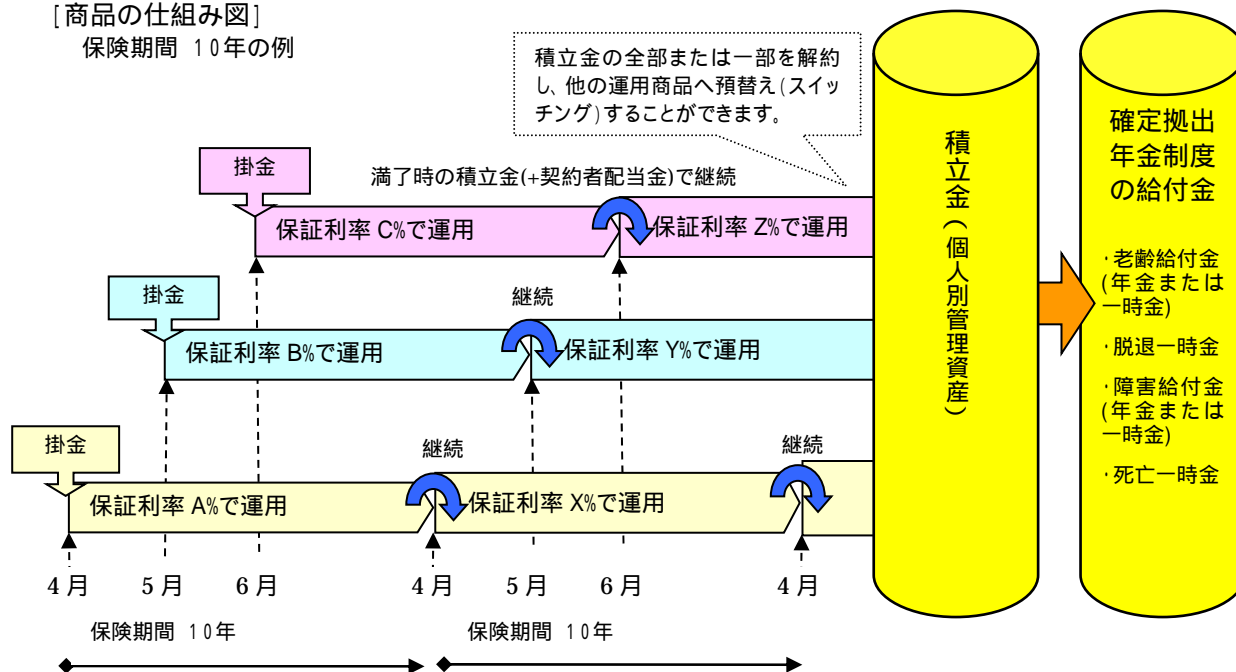 [商品の仕組み図]
保険期間 10年の例
積立金の全部または一部を解約
し、他の運用商品へ預替え(スイッ
チング)することができます。
掛金
満了時の積立金(+契約者配当金)で継続
保証利率 C%で運用
保証利率 Z%で運用
掛金
継続
保証利率 B%で運用
保証利率 Y%で運用
掛金
継続
継続
保証利率 A%で運用
保証利率 X%で運用
4月
5月
6月
4月
5月
6月
4月
保険期間 10年
保険期間 10年
積立金(個人別管理資産)
確定拠出
年金制度
の給付金
・老齢給付金
(年金または
一時金)
・脱退一時金
・障害給付金
(年金または
一時金)
・死亡一時金